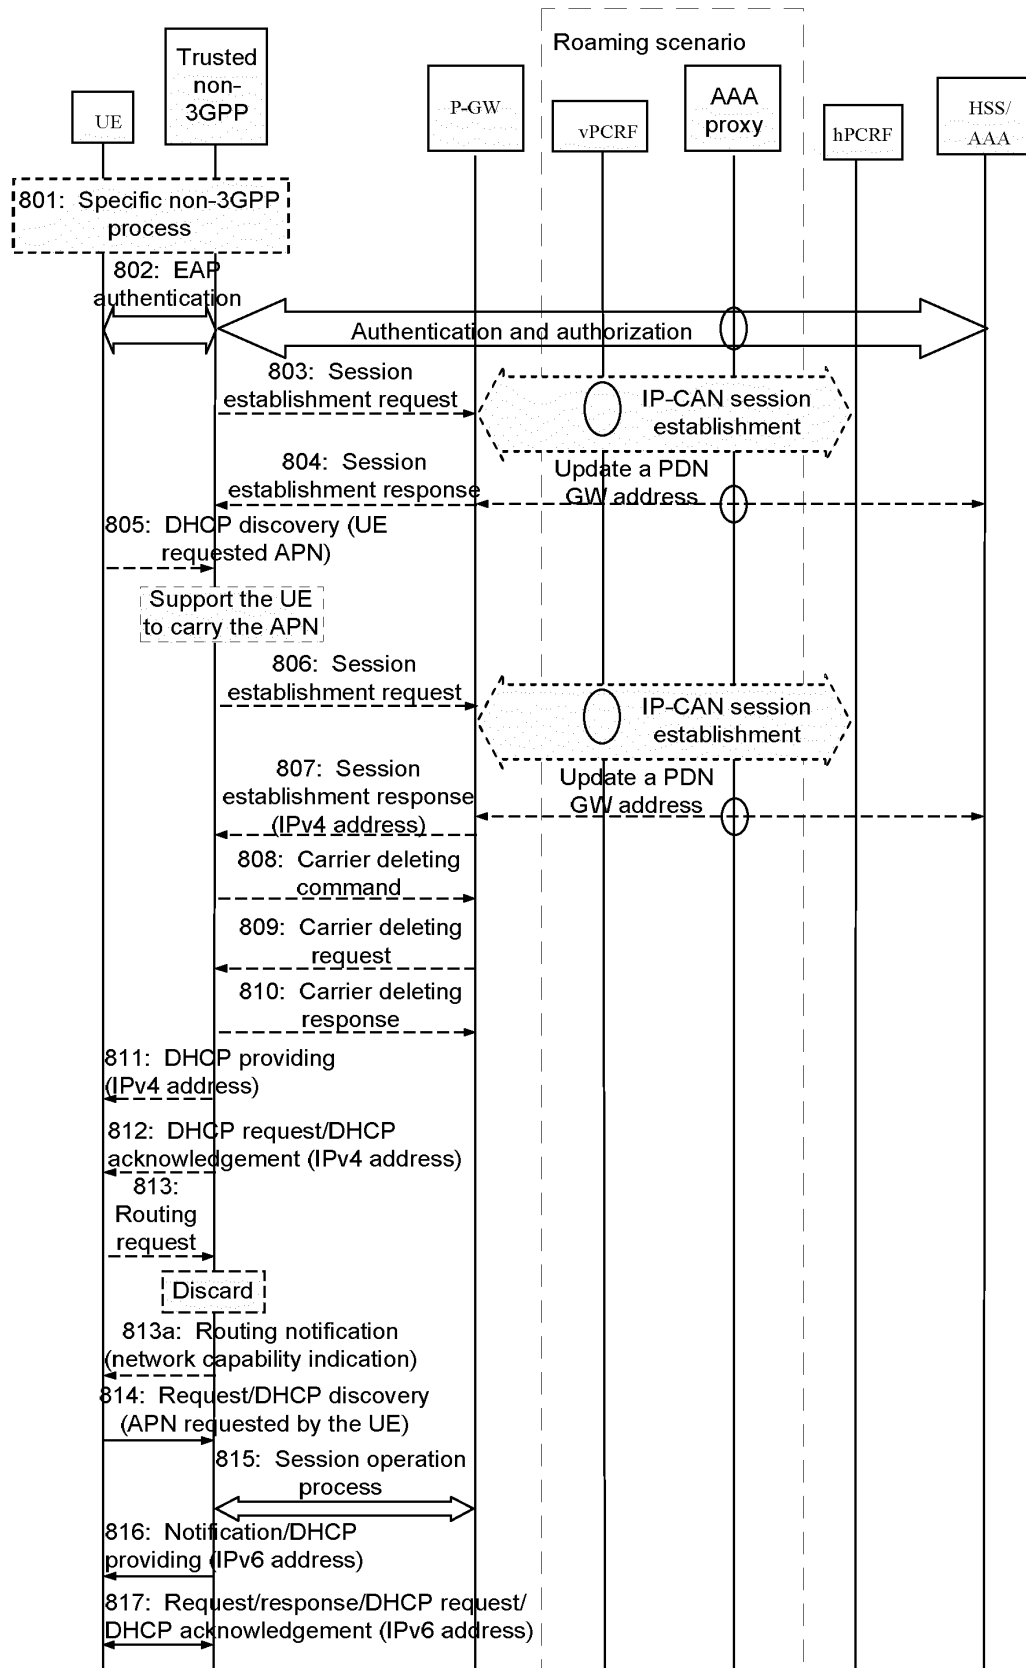 Roaming scenario
Trusted
non-
3GPP
UE
P-GW
vPCRF
AAA
proxy
hPCRF
HSS/
AAA
801: Specific non-3GPP
process
802: EAP
authentication
Authentication and authorization
803: Session
establishment request
IP-CAN session
establishment
804: Session
establishment response
Update a PDN
GW address
805: DHCP discovery (UE
requested APN)
Support the UE
to carry the APN
806: Session
establishment request
IP-CAN session
establishment
807: Session
establishment response
(IPv4 address)
Update a PDN
GW address
808: Carrier deleting
command
809: Carrier deleting
request
810: Carrier deleting
response
811: DHCP providing
(IPv4 address)
812: DHCP request/DHCP
acknowledgement (IPv4 address)
813:
Routing
request
Discard
813a: Routing notification
(network capability indication)
814: Request/DHCP discovery
(APN requested by the UE)
815: Session operation
process
816: Notification/DHCP
providing (IPv6 address)
817: Request/response/DHCP request/
DHCP acknowledgement (IPv6 address)